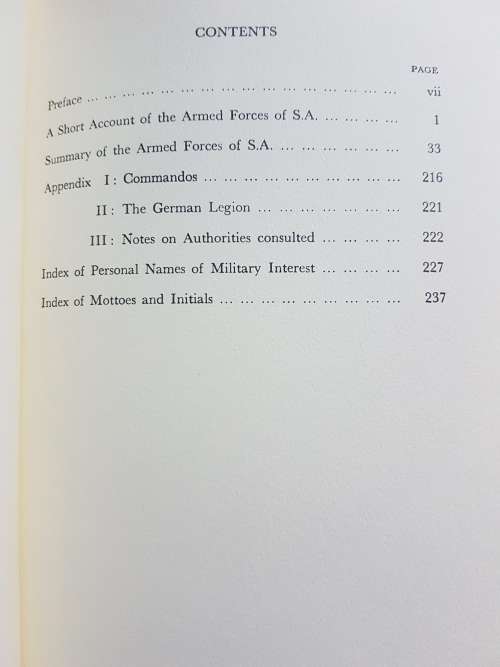 CONTENTS
PAGE
Preface ... ... ... ... ... ... ... ... ... ... ... ... ... ... ... ... vii
A Short Account of the Armed Forces of S.A. ... ... ... ... 1
Summary of the Armed Forces of S.A. ... ... ... ... ... ... 33
Appendix I: Commandos ... ... ... ... ... ... ... ... ... ... 216
II: The German Legion ... ... ... ... ... ... ... 221
III: Notes on Authorities consulted ... ... ... ... 222
Index of Personal Names of Military Interest ... ... ... ... 227
Index of Mottoes and Initials ... ... ... ... ... ... ... ... ... 237